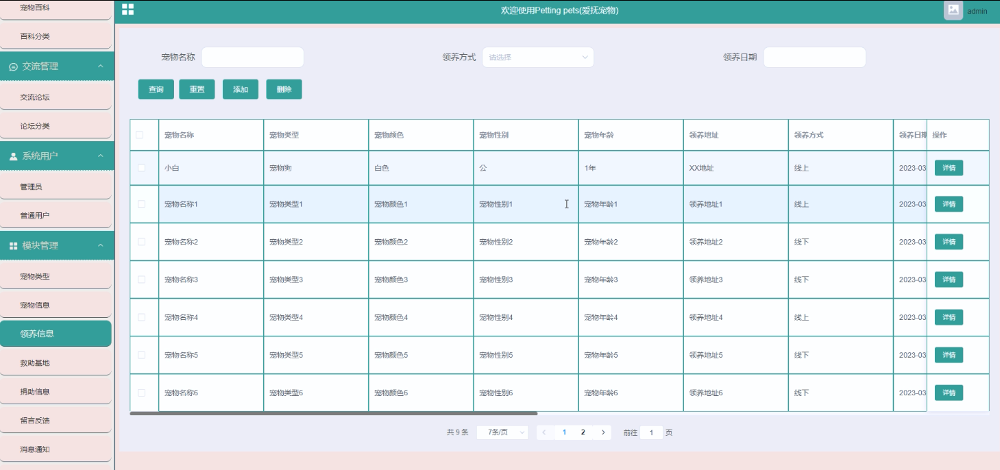 宠物百科
百科分类
交流管理
交流论坛
论坛分类
系统用户
管理员
普通用户
模块管理
宠物类型
宠物信息
领养信息
救助基地
捐助信息
留言反馈
消息通知
欢迎使用Petting pets(爱抚宠物)
admin
宠物名称 领养方式 请选择 领养日期
查询 重置 添加 删除
宠物名称 宠物类型 宠物颜色 宠物性别 宠物年龄 领养地址 领养方式 领养日期 操作
小白 宠物狗 白色 公 1年 XX地址 线上 2023-03 详情
宠物名称1 宠物类型1 宠物颜色1 宠物性别1 宠物年龄1 领养地址1 线上 2023-03 详情
宠物名称2 宠物类型2 宠物颜色2 宠物性别2 宠物年龄2 领养地址2 线下 2023-03 详情
宠物名称3 宠物类型3 宠物颜色3 宠物性别3 宠物年龄3 领养地址3 线下 2023-03 详情
宠物名称4 宠物类型4 宠物颜色4 宠物性别4 宠物年龄4 领养地址4 线上 2023-03 详情
宠物名称5 宠物类型5 宠物颜色5 宠物性别5 宠物年龄5 领养地址5 线下 2023-03 详情
宠物名称6 宠物类型6 宠物颜色6 宠物性别6 宠物年龄6 领养地址6 线下 2023-03 详情
共 9 条 7条/页 1 2 前往 1 页